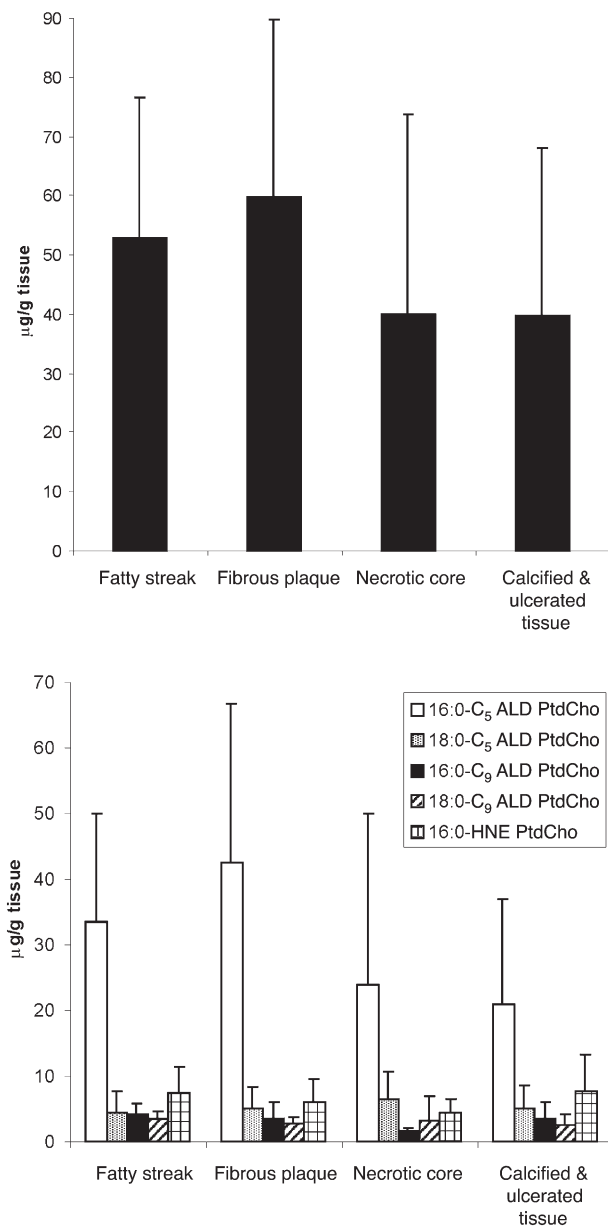 90
80
70
60
50
40
30
20
10
0
µg/g tissue
Fatty streak
Fibrous plaque
Necrotic core
Calcified &
ulcerated
tissue
70
60
50
40
30
20
10
0
µg/g tissue
16:0-C5 ALD PtdCho
18:0-C5 ALD PtdCho
16:0-C9 ALD PtdCho
18:0-C9 ALD PtdCho
16:0-HNE PtdCho
Fatty streak
Fibrous plaque
Necrotic core
Calcified &
ulcerated
tissue